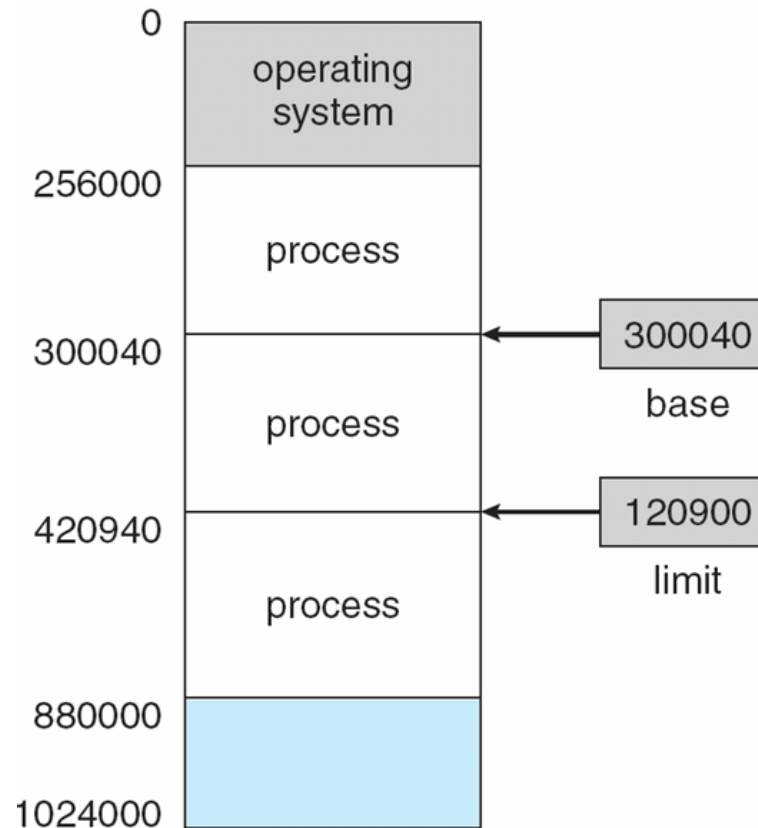 0
operating
system
256000
process
300040
300040
base
process
420940
120900
limit
process
880000
1024000